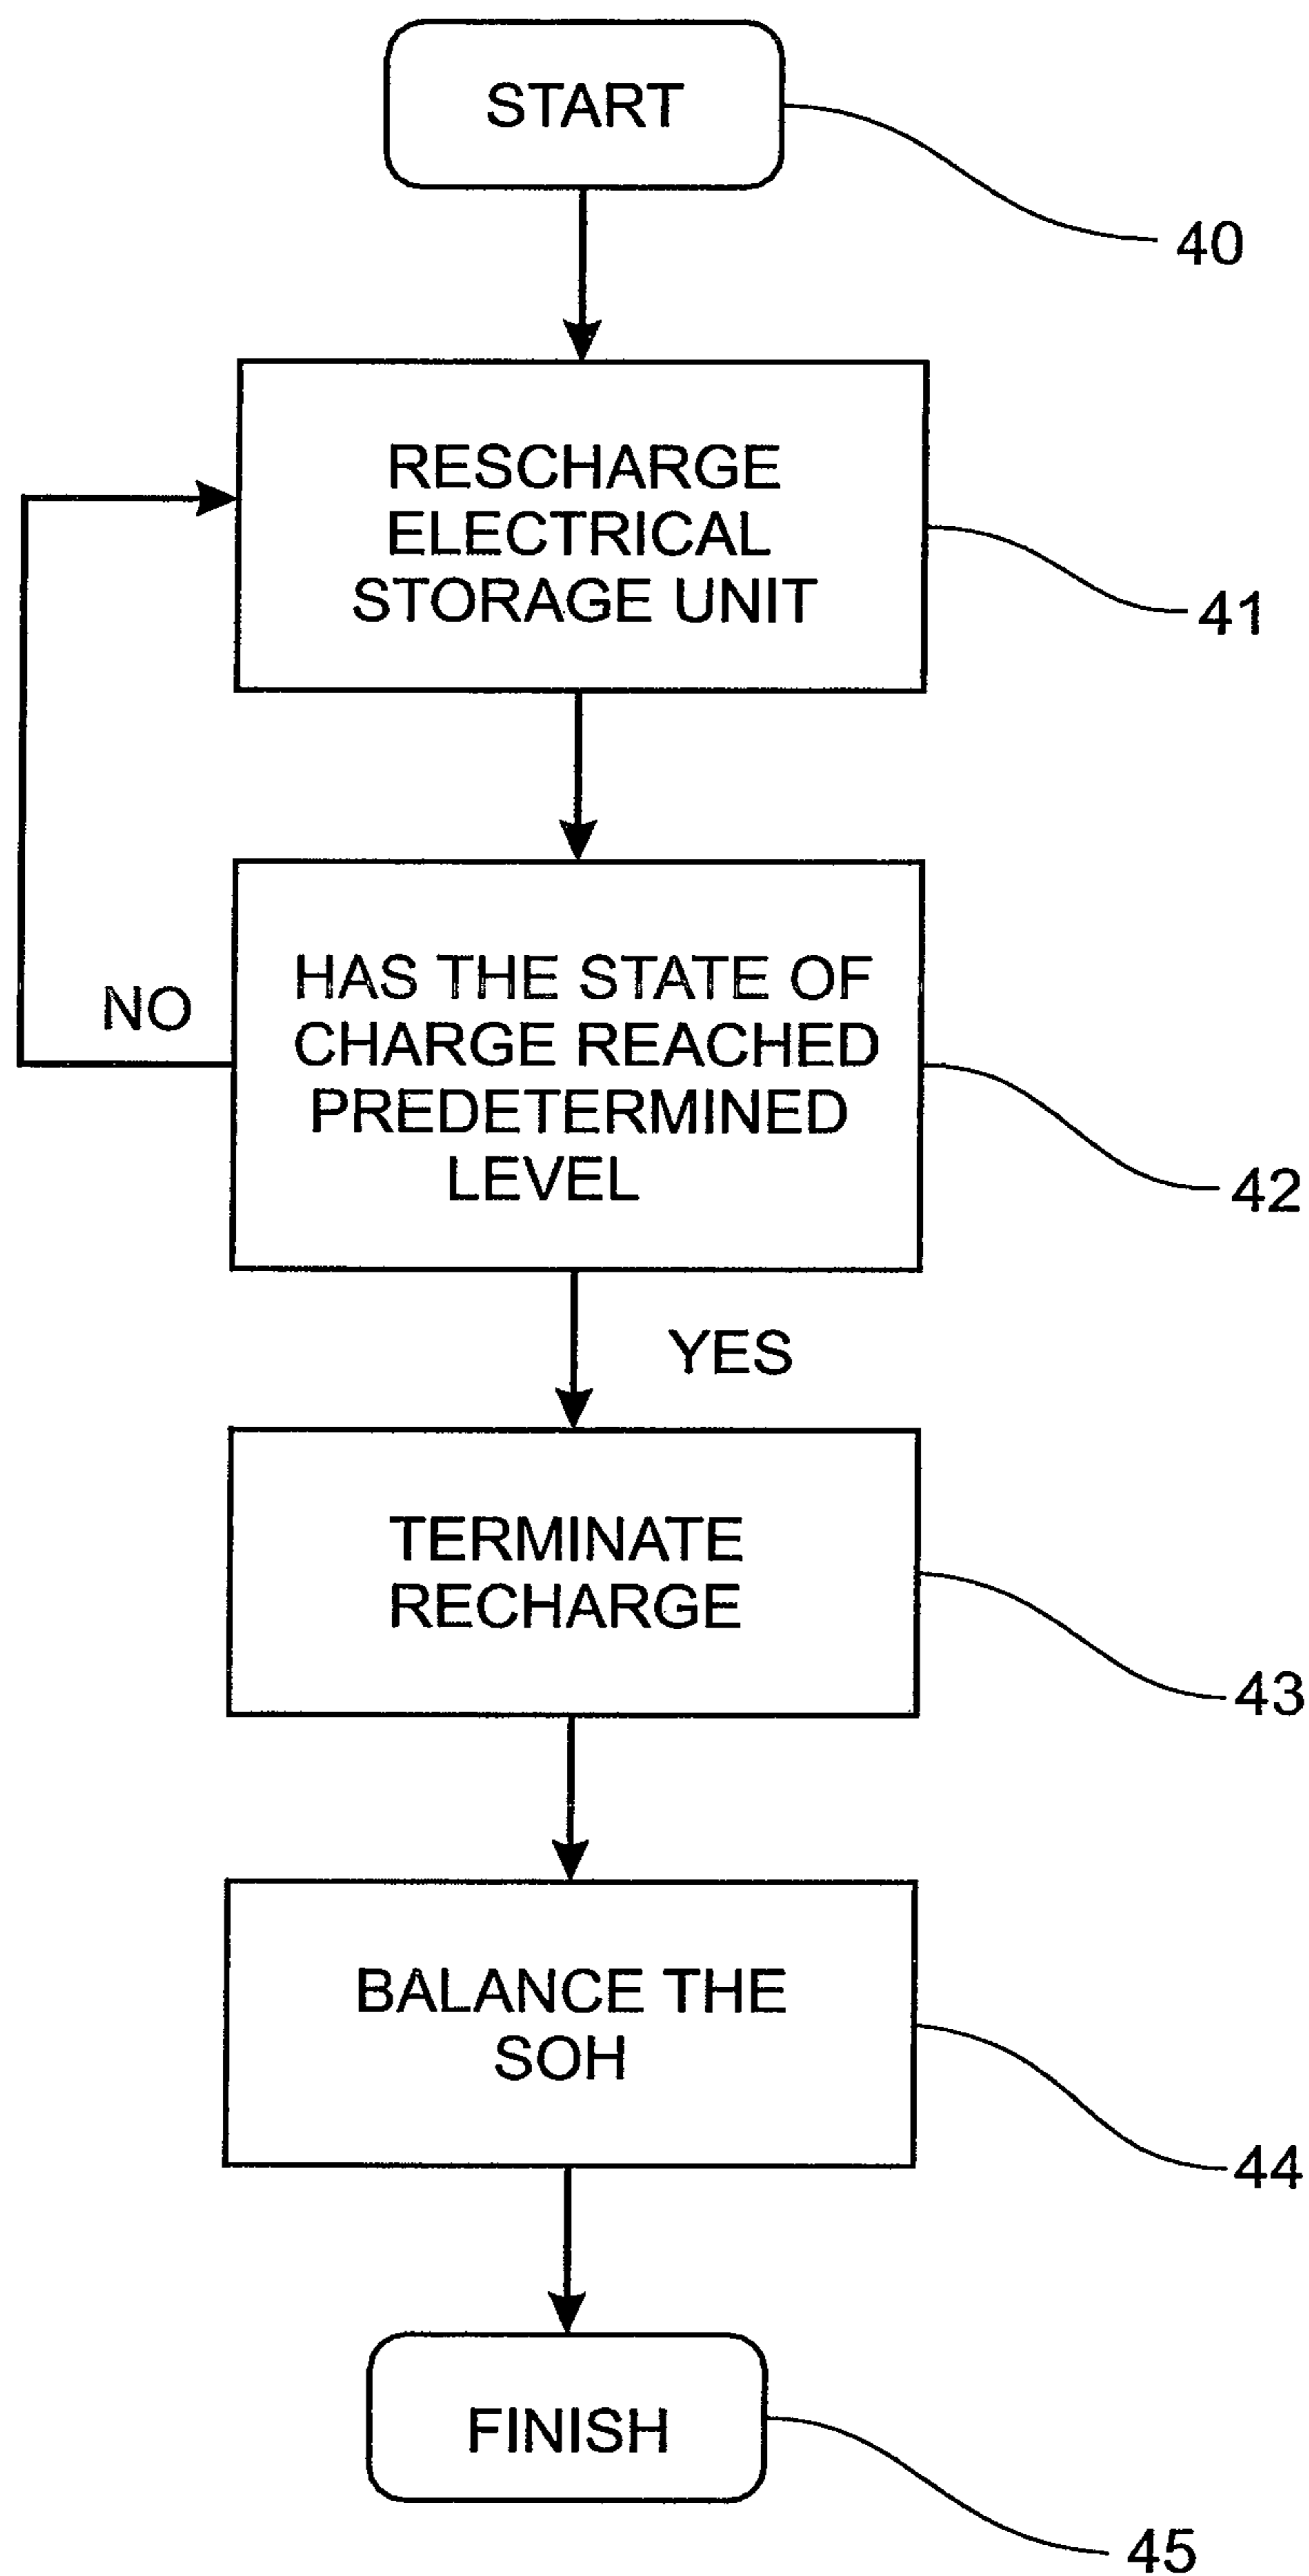 START
40
RESCHARGE
ELECTRICAL
STORAGE UNIT
41
HAS THE STATE OF
CHARGE REACHED
PREDETERMINED
LEVEL
NO
42
YES
TERMINATE
RECHARGE
43
BALANCE THE
SOH
44
FINISH
45